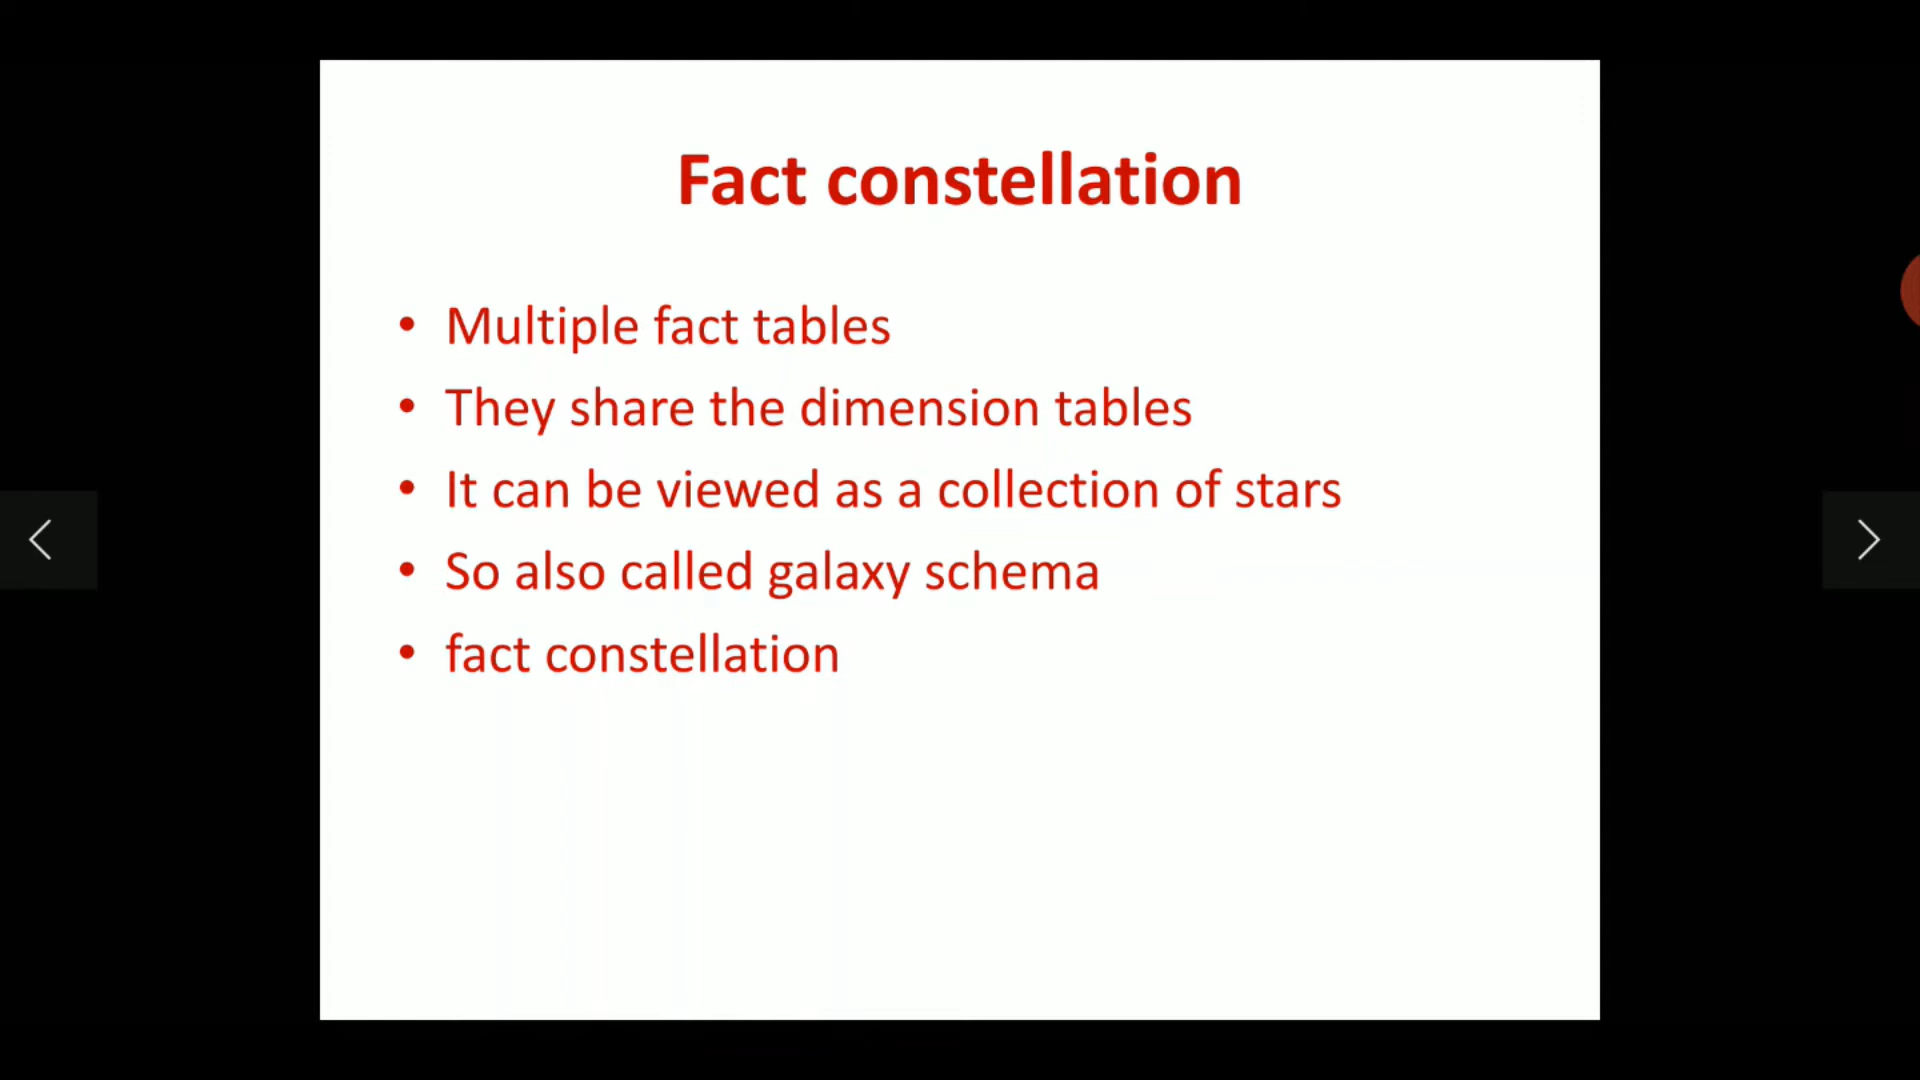 Fact constellation
• Multiple fact tables
• They share the dimension tables
• It can be viewed as a collection of stars
• So also called galaxy schema
• fact constellation